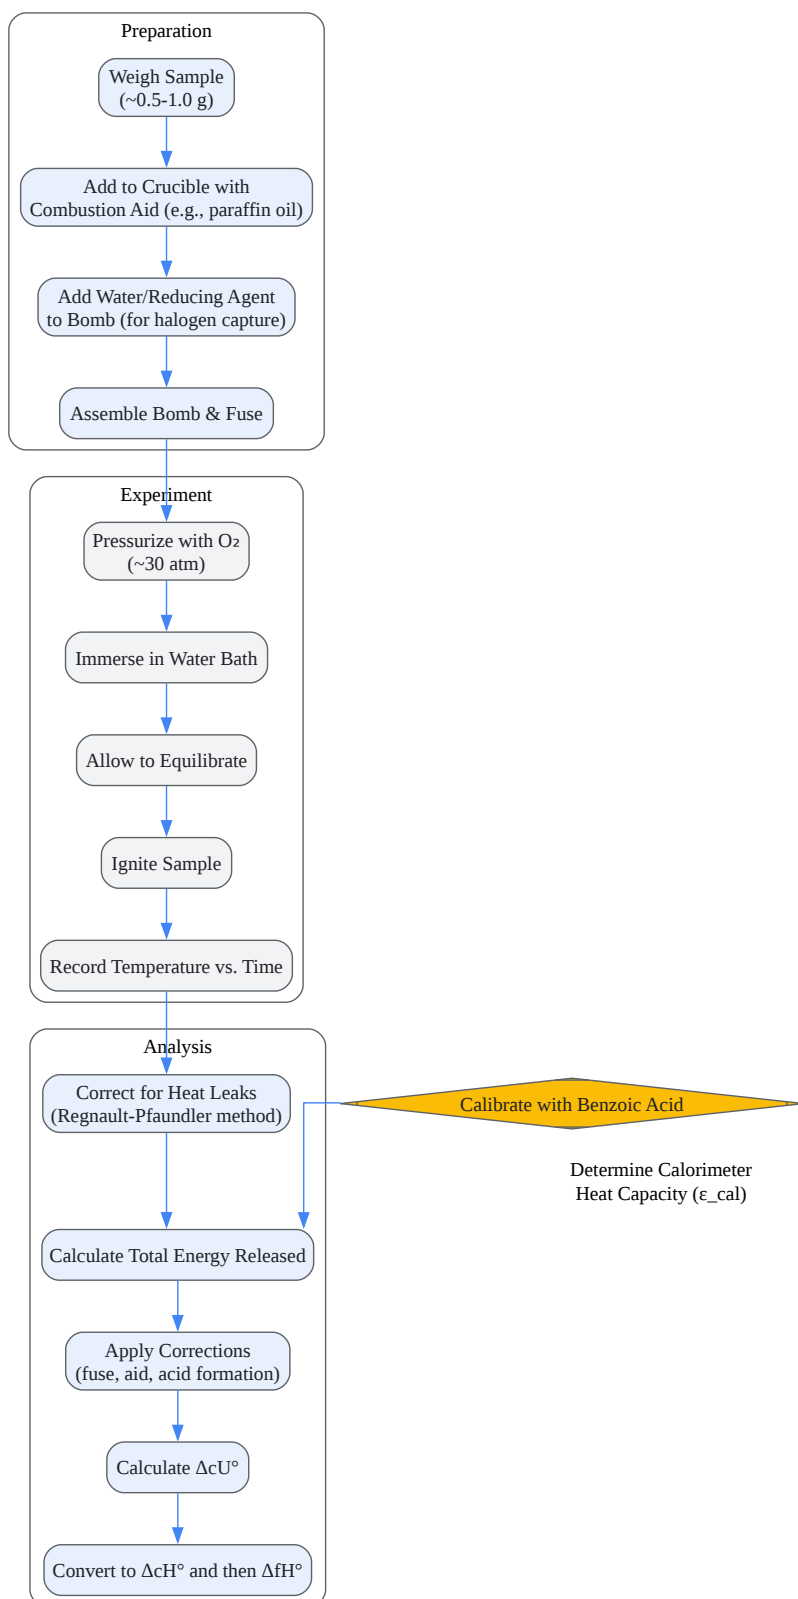 Preparation
Weigh Sample
(~0.5-1.0 g)
Add to Crucible with
Combustion Aid (e.g., paraffin oil)
Add Water/Reducing Agent
to Bomb (for halogen capture)
Assemble Bomb & Fuse
Experiment
Pressurize with O₂
(~30 atm)
Immerse in Water Bath
Allow to Equilibrate
Ignite Sample
Record Temperature vs. Time
Analysis
Correct for Heat Leaks
(Regnault-Pfaundler method)
Calibrate with Benzoic Acid
Determine Calorimeter
Heat Capacity (ε_cal)
Calculate Total Energy Released
Apply Corrections
(fuse, aid, acid formation)
Calculate ΔcU°
Convert to ΔcH° and then ΔfH°